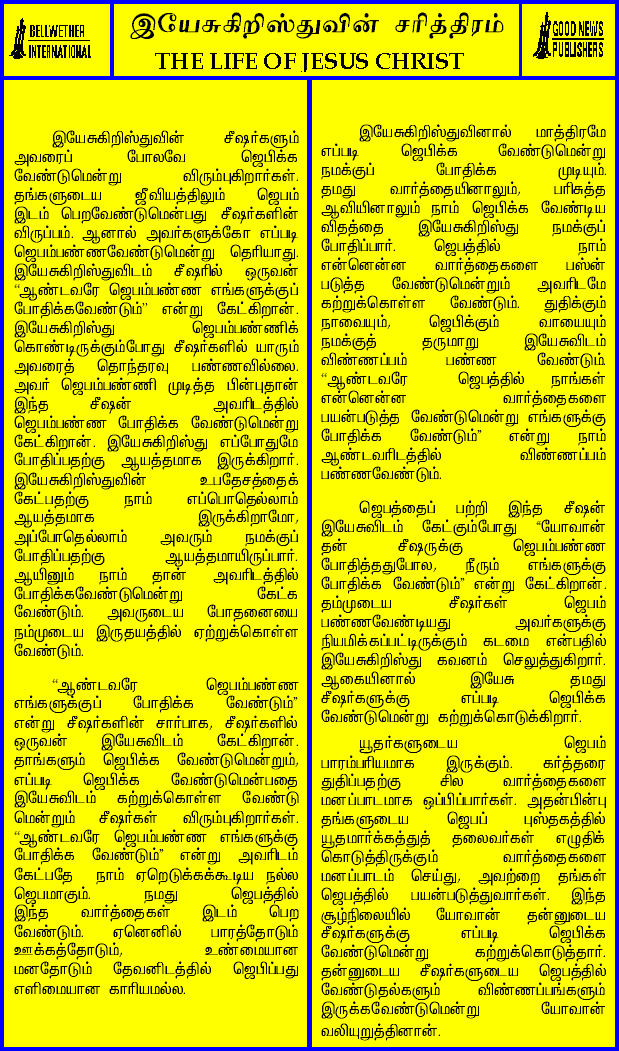 BELLWETHER
INTERNATIONAL
இயேசுகிறிஸ்துவின் சரித்திரம்
THE LIFE OF JESUS CHRIST
GOOD NEWS
PUBLISHERS
இயேசுகிறிஸ்துவின் சீஷர்களும்
அவரைப் போலவே ஜெபிக்க
வேண்டுமென்று விரும்புகிறார்கள்.
தங்களுடைய ஜீவியத்திலும் ஜெபம்
இடம் பெறவேண்டுமென்பது சீஷர்களின்
விருப்பம். ஆனால் அவர்களுக்கோ எப்படி
ஜெபம்பண்ணவேண்டுமென்று தெரியாது.
இயேசுகிறிஸ்துவிடம் சீஷரில் ஒருவன்
“ஆண்டவரே ஜெபம்பண்ண எங்களுக்குப்
போதிக்கவேண்டும்” என்று கேட்கிறான்.
இயேசுகிறிஸ்து ஜெபம்பண்ணிக்
கொண்டிருக்கும்போது சீஷர்களில் யாரும்
அவரைத் தொந்தரவு பண்ணவில்லை.
அவர் ஜெபம்பண்ணி முடித்த பின்புதான்
இந்த சீஷன் அவரிடத்தில்
ஜெபம்பண்ண போதிக்க வேண்டுமென்று
கேட்கிறான். இயேசுகிறிஸ்து எப்போதுமே
போதிப்பதற்கு ஆயத்தமாக இருக்கிறார்.
இயேசுகிறிஸ்துவின் உபதேசத்தைக்
கேட்பதற்கு நாம் எப்பொதெல்லாம்
ஆயத்தமாக இருக்கிறாமோ,
அப்போதெல்லாம் அவரும் நமக்குப்
போதிப்பதற்கு ஆயத்தமாயிருப்பார்.
ஆயினும் நாம் தான் அவரிடத்தில்
போதிக்கவேண்டுமென்று கேட்க
வேண்டும். அவருடைய போதனையை
நம்முடைய இருதயத்தில் ஏற்றுக்கொள்ள
வேண்டும்.
“ஆண்டவரே ஜெபம்பண்ண
எங்களுக்குப் போதிக்க வேண்டும்”
என்று சீஷர்களின் சார்பாக, சீஷர்களில்
ஒருவன் இயேசுவிடம் கேட்கிறான்.
தாங்களும் ஜெபிக்க வேண்டுமென்றும்,
எப்படி ஜெபிக்க வேண்டுமென்பதை
இயேசுவிடம் கற்றுக்கொள்ள வேண்டு
மென்றும் சீஷர்கள் விரும்புகிறார்கள்.
“ஆண்டவரே ஜெபம்பண்ண எங்களுக்கு
போதிக்க வேண்டும்” என்று அவரிடம்
கேட்பதே நாம் ஏறெடுக்கக்கூடிய நல்ல
ஜெபமாகும். நமது ஜெபத்தில்
இந்த வார்த்தைகள் இடம் பெற
வேண்டும். ஏனெனில் பாரத்தோடும்
ஊக்கத்தோடும், உண்மையான
மனதோடும் தேவனிடத்தில் ஜெபிப்பது
எளிமையான காரியமல்ல.
இயேசுகிறிஸ்துவினால் மாத்திரமே
எப்படி ஜெபிக்க வேண்டுமென்று
நமக்குப் போதிக்க முடியும்.
தமது வார்த்தையினாலும், பரிசுத்த
ஆவியினாலும் நாம் ஜெபிக்க வேண்டிய
விதத்தை இயேசுகிறிஸ்து நமக்குப்
போதிப்பார். ஜெபத்தில் நாம்
என்னென்ன வார்த்தைகளை பஸ்ன்
படுத்த வேண்டுமென்றும் அவரிடமே
கற்றுக்கொள்ள வேண்டும். துதிக்கும்
நாவையும், ஜெபிக்கும் வாயையும்
நமக்குத் தருமாறு இயேசுவிடம்
விண்ணப்பம் பண்ண வேண்டும்.
“ஆண்டவரே ஜெபத்தில் நாங்கள்
என்னென்ன வார்த்தைகளை
பயன்படுத்த வேண்டுமென்று எங்களுக்கு
போதிக்க வேண்டும்” என்று நாம்
ஆண்டவரிடத்தில் விண்ணப்பம்
பண்ணவேண்டும்.
ஜெபத்தைப் பற்றி இந்த சீஷன்
இயேசுவிடம் கேட்கும்போது “யோவான்
தன் சீஷருக்கு ஜெபம்பண்ண
போதித்ததுபோல, நீரும் எங்களுக்கு
போதிக்க வேண்டும்” என்று கேட்கிறான்.
தம்முடைய சீஷர்கள் ஜெபம்
பண்ணவேண்டியது அவர்களுக்கு
நியமிக்கப்பட்டிருக்கும் கடமை என்பதில்
இயேசுகிறிஸ்து கவனம் செலுத்துகிறார்.
ஆகையினால் இயேசு தமது
சீஷர்களுக்கு எப்படி ஜெபிக்க
வேண்டுமென்று கற்றுக்கொடுக்கிறார்.
யூதர்களுடைய ஜெபம்
பாரம்பரியமாக இருக்கும். கர்த்தரை
துதிப்பதற்கு சில வார்த்தைகளை
மனப்பாடமாக ஒப்பிப்பார்கள். அதன்பின்பு
தங்களுடைய ஜெபப் புஸ்தகத்தில்
யூதமார்க்கத்துத் தலைவர்கள் எழுதிக்
கொடுத்திருக்கும் வார்த்தைகளை
மனப்பாடம் செய்து, அவற்றை தங்கள்
ஜெபத்தில் பயன்படுத்துவார்கள். இந்த
சூழ்நிலையில் யோவான் தன்னுடைய
சீஷர்களுக்கு எப்படி ஜெபிக்க
வேண்டுமென்று கற்றுக்கொடுத்தார்.
தன்னுடைய சீஷர்களுடைய ஜெபத்தில்
வேண்டுதல்களும் விண்ணப்பங்களும்
இருக்கவேண்டுமென்று யோவான்
வலியுறுத்தினான்.